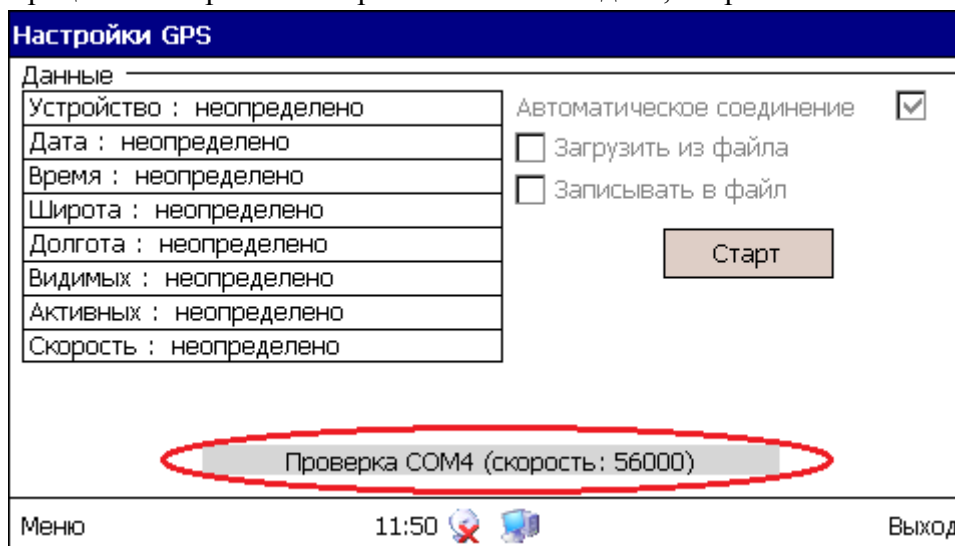 Настройки GPS
Данные
Устройство : неопределено
Автоматическое соединение
Дата : неопределено
Загрузить из файла
Время : неопределено
Записывать в файл
Широта : неопределено
Долгота : неопределено
Старт
Видимых : неопределено
Активных : неопределено
Скорость : неопределено
Проверка COM4 (скорость: 56000)
Меню 11:50 Выход